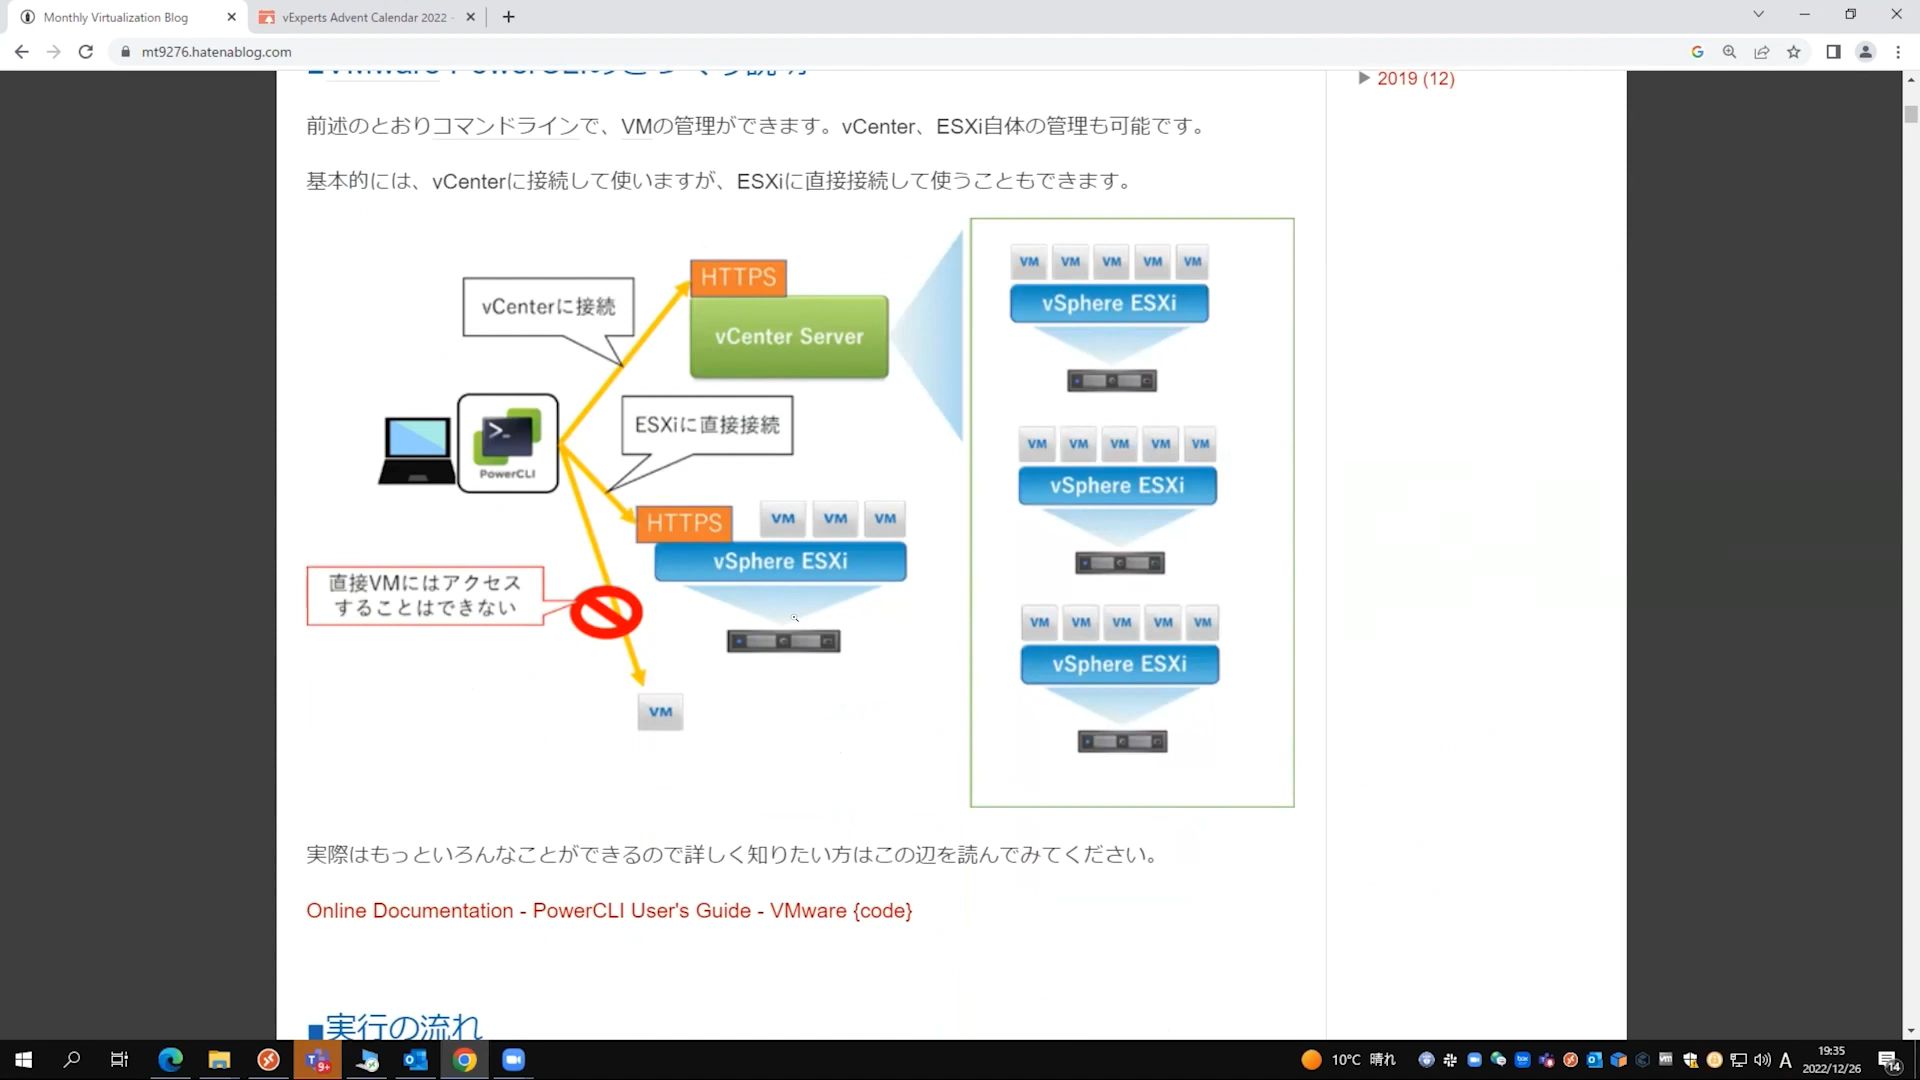 Monthly Virtualization Blog
vExperts Advent Calendar 2022 -
mt9276.hatenablog.com
2019 (12)
前述のとおりコマンドラインで、VMの管理ができます。vCenter、ESXi自体の管理も可能です。
基本的には、vCenterに接続して使いますが、ESXiに直接接続して使うこともできます。
HTTPS
vCenterに接続
vCenter Server
ESXiに直接接続
PowerCLI
HTTPS
VM VM VM
vSphere ESXi
直接VMにはアクセス
することはできない
VM
VM VM VM VM VM
vSphere ESXi
VM VM VM VM VM
vSphere ESXi
VM VM VM VM VM
vSphere ESXi
実際はもっといろんなことができるので詳しく知りたい方はこの辺を読んでみてください。
Online Documentation - PowerCLI User's Guide - VMware {code}
■実行の流れ
10°C 晴れ
A
19:35
2022/12/26
14
9+